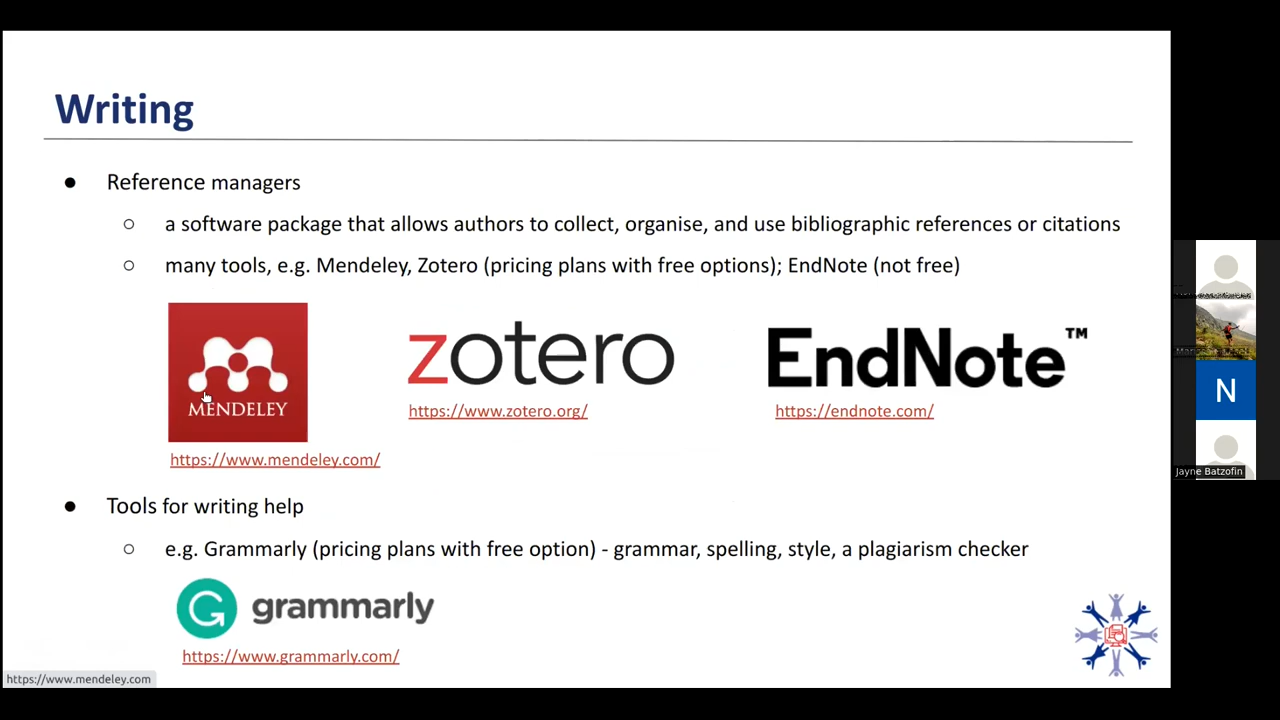 Writing
Reference managers
a software package that allows authors to collect, organise, and use bibliographic references or citations
many tools, e.g. Mendeley, Zotero (pricing plans with free options); EndNote (not free)
MENDELEY
zotero
EndNote™
https://www.zotero.org/
https://endnote.com/
https://www.mendeley.com/
Tools for writing help
e.g. Grammarly (pricing plans with free option) - grammar, spelling, style, a plagiarism checker
G grammarly
https://www.grammarly.com/
https://www.mendeley.com
N
Jayne Batzofin